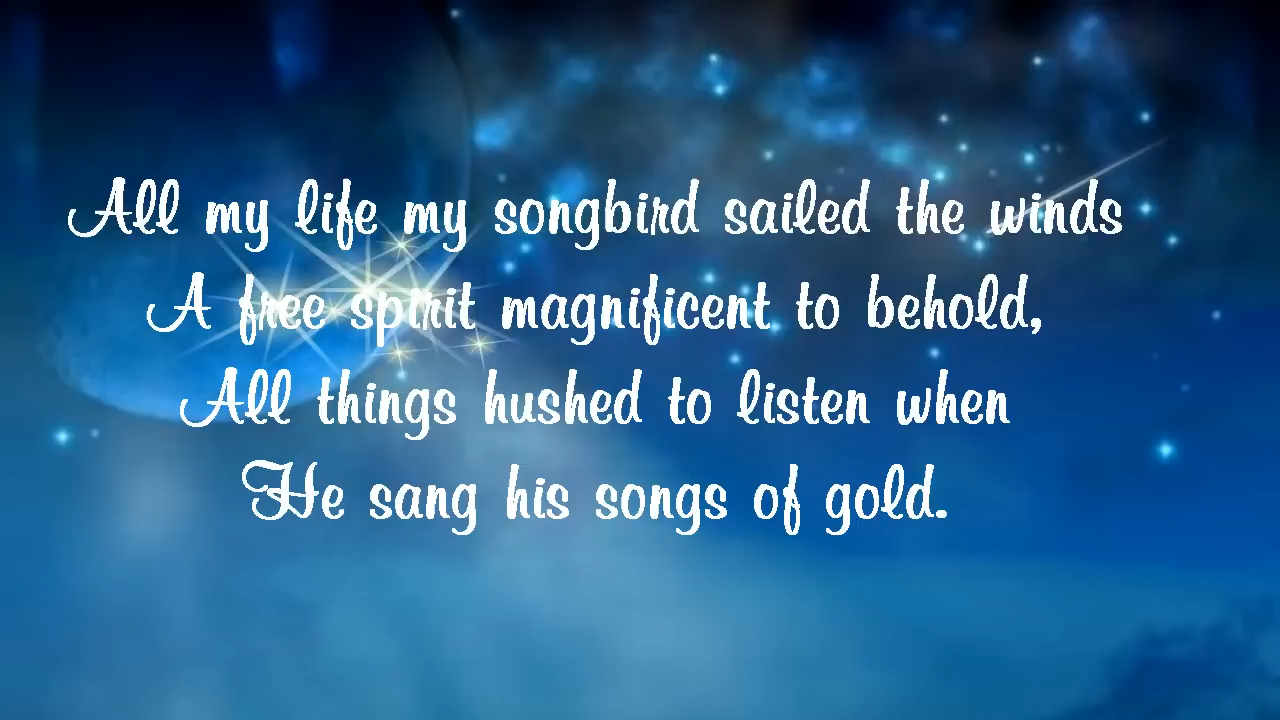 All my life my songbird sailed the winds
A free spirit magnificent to behold,
All things hushed to listen when
He sang his songs of gold.